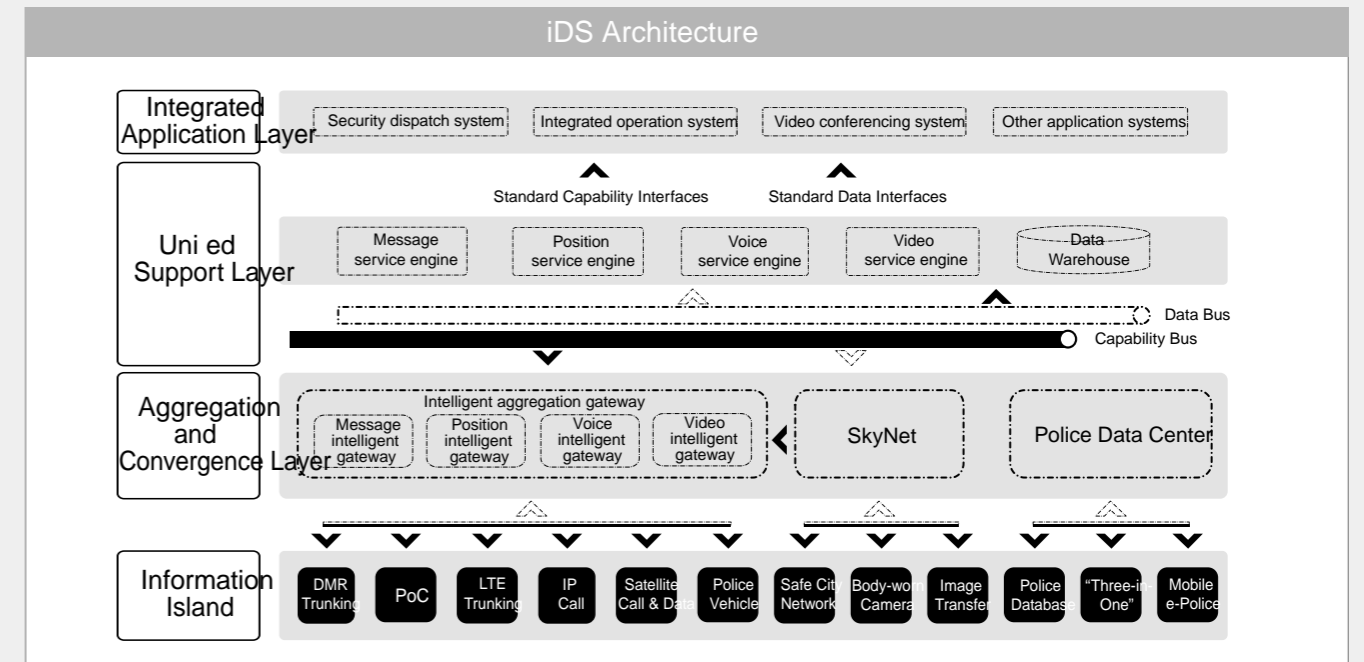 iDS Architecture
Integrated
Application Layer
Security dispatch system
Integrated operation system
Video conferencing system
Other application systems
Standard Capability Interfaces
Standard Data Interfaces
Uni ed
Support Layer
Message
service engine
Position
service engine
Voice
service engine
Video
service engine
Data
Warehouse
Data Bus
Capability Bus
Aggregation
and
Convergence Layer
Intelligent aggregation gateway
Message
intelligent
gateway
Position
intelligent
gateway
Voice
intelligent
gateway
Video
intelligent
gateway
SkyNet
Police Data Center
Information
Island
DMR
Trunking
PoC
LTE
Trunking
IP
Call
Satellite
Call & Data
Police
Vehicle
Safe City
Network
Body-worn
Camera
Image
Transfer
Police
Database
“Three-in-
One”
Mobile
e-Police